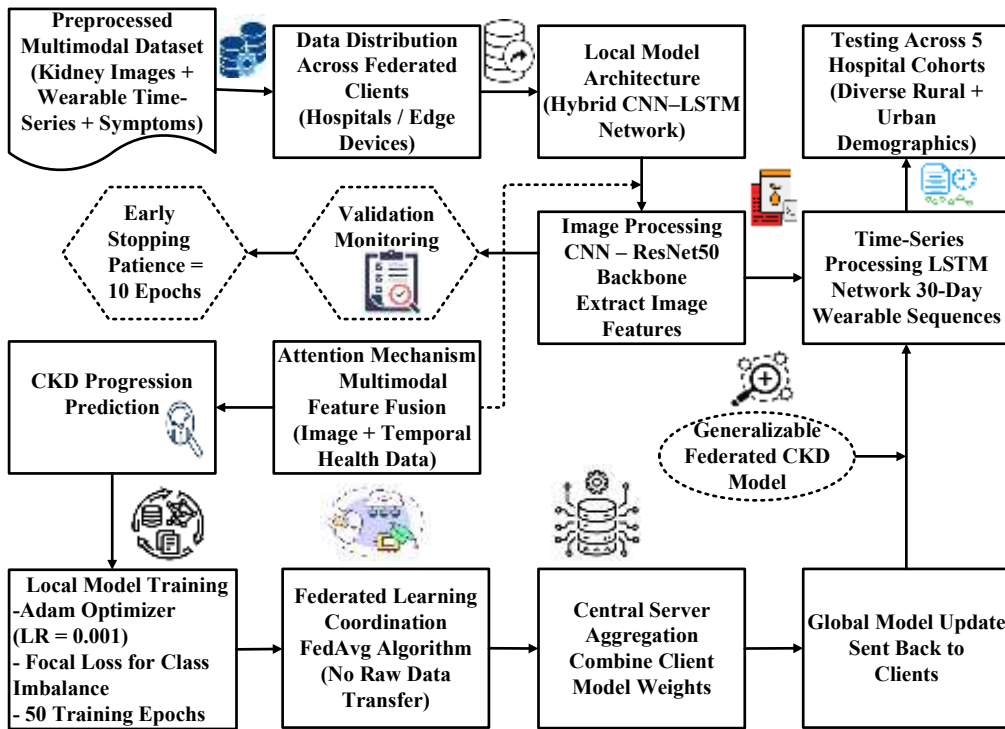 Preprocessed
Multimodal Dataset
(Kidney Images +
Wearable Time-
Series + Symptoms)
Data Distribution
Across Federated
Clients
(Hospitals / Edge
Devices)
Local Model
Architecture
(Hybrid CNN–LSTM
Network)
Testing Across 5
Hospital Cohorts
(Diverse Rural +
Urban
Demographics)
Early
Stopping
Patience =
10 Epochs
Validation
Monitoring
Image Processing
CNN – ResNet50
Backbone
Extract Image
Features
Time-Series
Processing LSTM
Network 30-Day
Wearable Sequences
CKD Progression
Prediction
Attention Mechanism
Multimodal
Feature Fusion
(Image + Temporal
Health Data)
Generalizable
Federated CKD
Model
Local Model Training
-Adam Optimizer
(LR = 0.001)
- Focal Loss for Class
Imbalance
- 50 Training Epochs
Federated Learning
Coordination
FedAvg Algorithm
(No Raw Data
Transfer)
Central Server
Aggregation
Combine Client
Model Weights
Global Model Update
Sent Back to
Clients